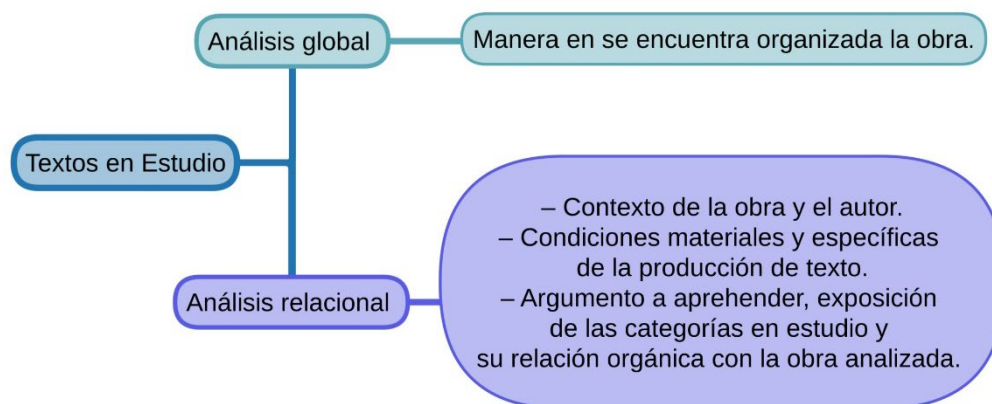 Análisis global
Manera en se encuentra organizada la obra.
Textos en Estudio
Análisis relacional
– Contexto de la obra y el autor.
– Condiciones materiales y específicas
de la producción de texto.
– Argumento a aprehender, exposición
de las categorías en estudio y
su relación orgánica con la obra analizada.